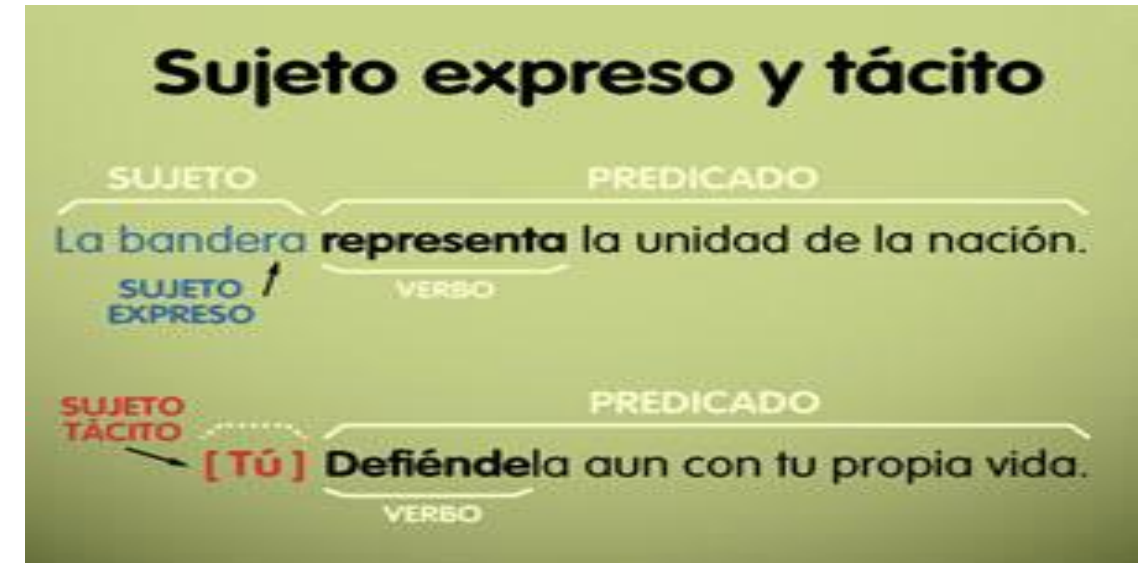 Sujeto expreso y tácito
SUJETO PREDICADO
La bandera representa la unidad de la nación.
SUJETO EXPRESO
VERBO
SUJETO TÁCITO
PREDICADO
[Tú] Defiéndela aun con tu propia vida.
VERBO